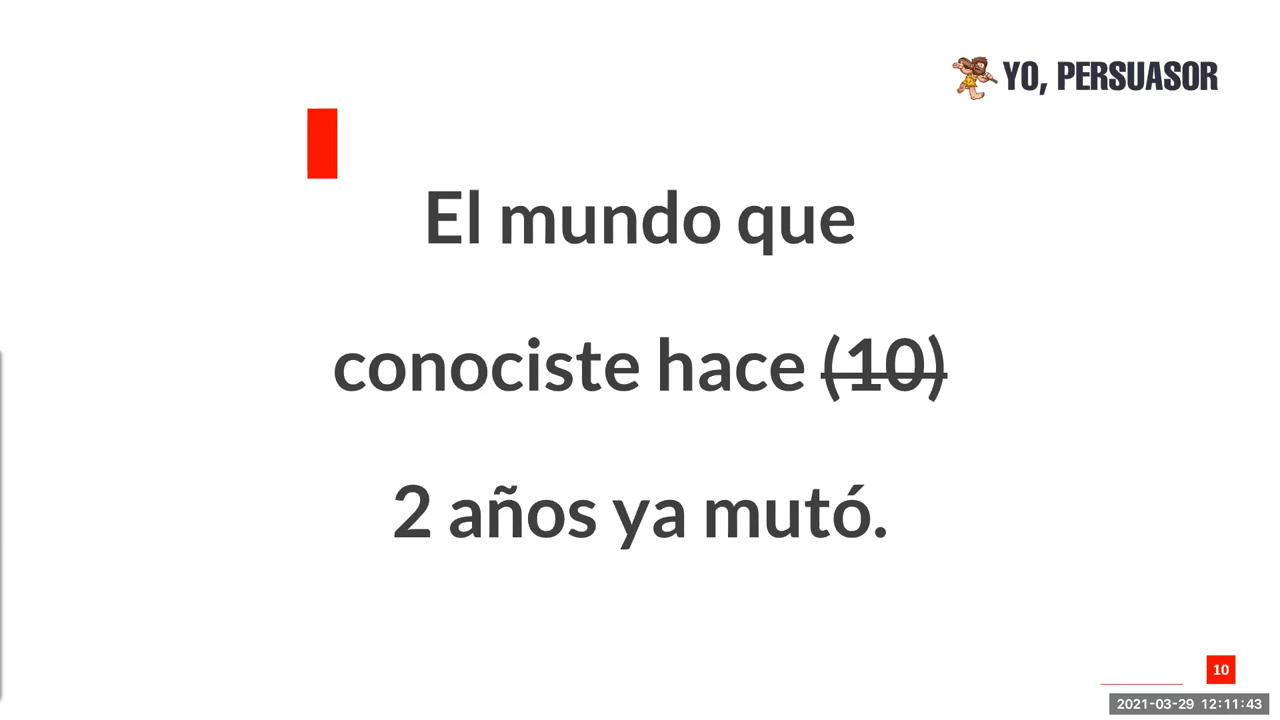 YO, PERSUASOR
El mundo que
conociste hace (10)
2 años ya mutó.
10
2021-03-29 12:11:43